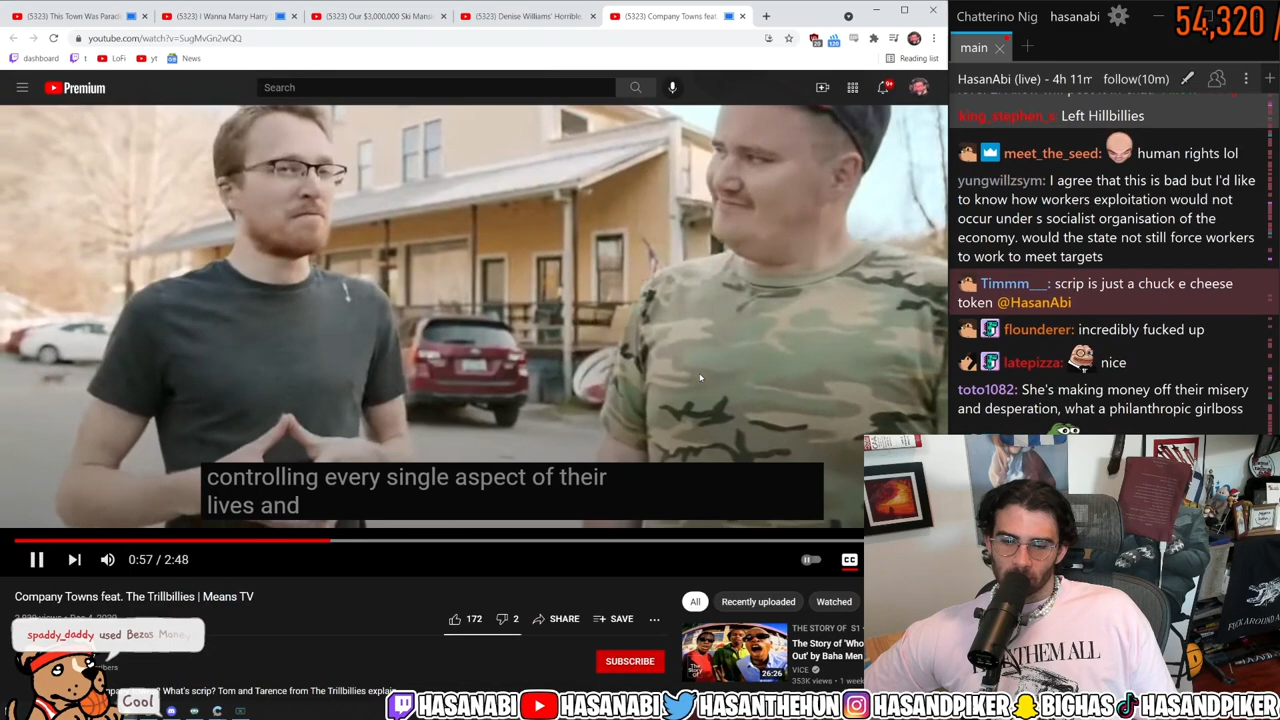 (5323) This Town Was Parad
(5323) I Wanna Marry Harry
(5323) Our $3,000,000 Ski Mansi
(5323) Denise Williams' Horrible
(5323) Company Towns feat.
youtube.com/watch?v=SugMvGn2wQQ
dashboard
t
LoFi
yt
News
Reading list
Premium
Search
9+
controlling every single aspect of their
lives and
0:57 / 2:48
CC
Company Towns feat. The Trillbillies | Means TV
172
2
SHARE
SAVE
All
Recently uploaded
Watched
SUBSCRIBE
THE STORY OF S1
The Story of 'Who
Out' by Baha Men
VICE
353K views
26:26
spaddy_daddy used Bezos Money
What's scrip? Tom and Tarence from The Trillbillies explain
Cool
Chatterino Nig
hasanabi
54,320
main
HasanAbi (live) - 4h 11m
follow(10m)
king_stephen_s: Left Hillbillies
meet_the_seed: human rights lol
yungwillzsym: I agree that this is bad but I'd like
to know how workers exploitation would not
occur under s socialist organisation of the
economy. would the state not still force workers
to work to meet targets
Timmm___: scrip is just a chuck e cheese
token @HasanAbi
flounderer: incredibly fucked up
latepizza: nice
toto1082: She's making money off their misery
and desperation, what a philanthropic girlboss
THEM ALL
HASANABI
HASANABI
HASANTHEHUN
HASANDPIKER
BIGHAS
HASANDPIKER